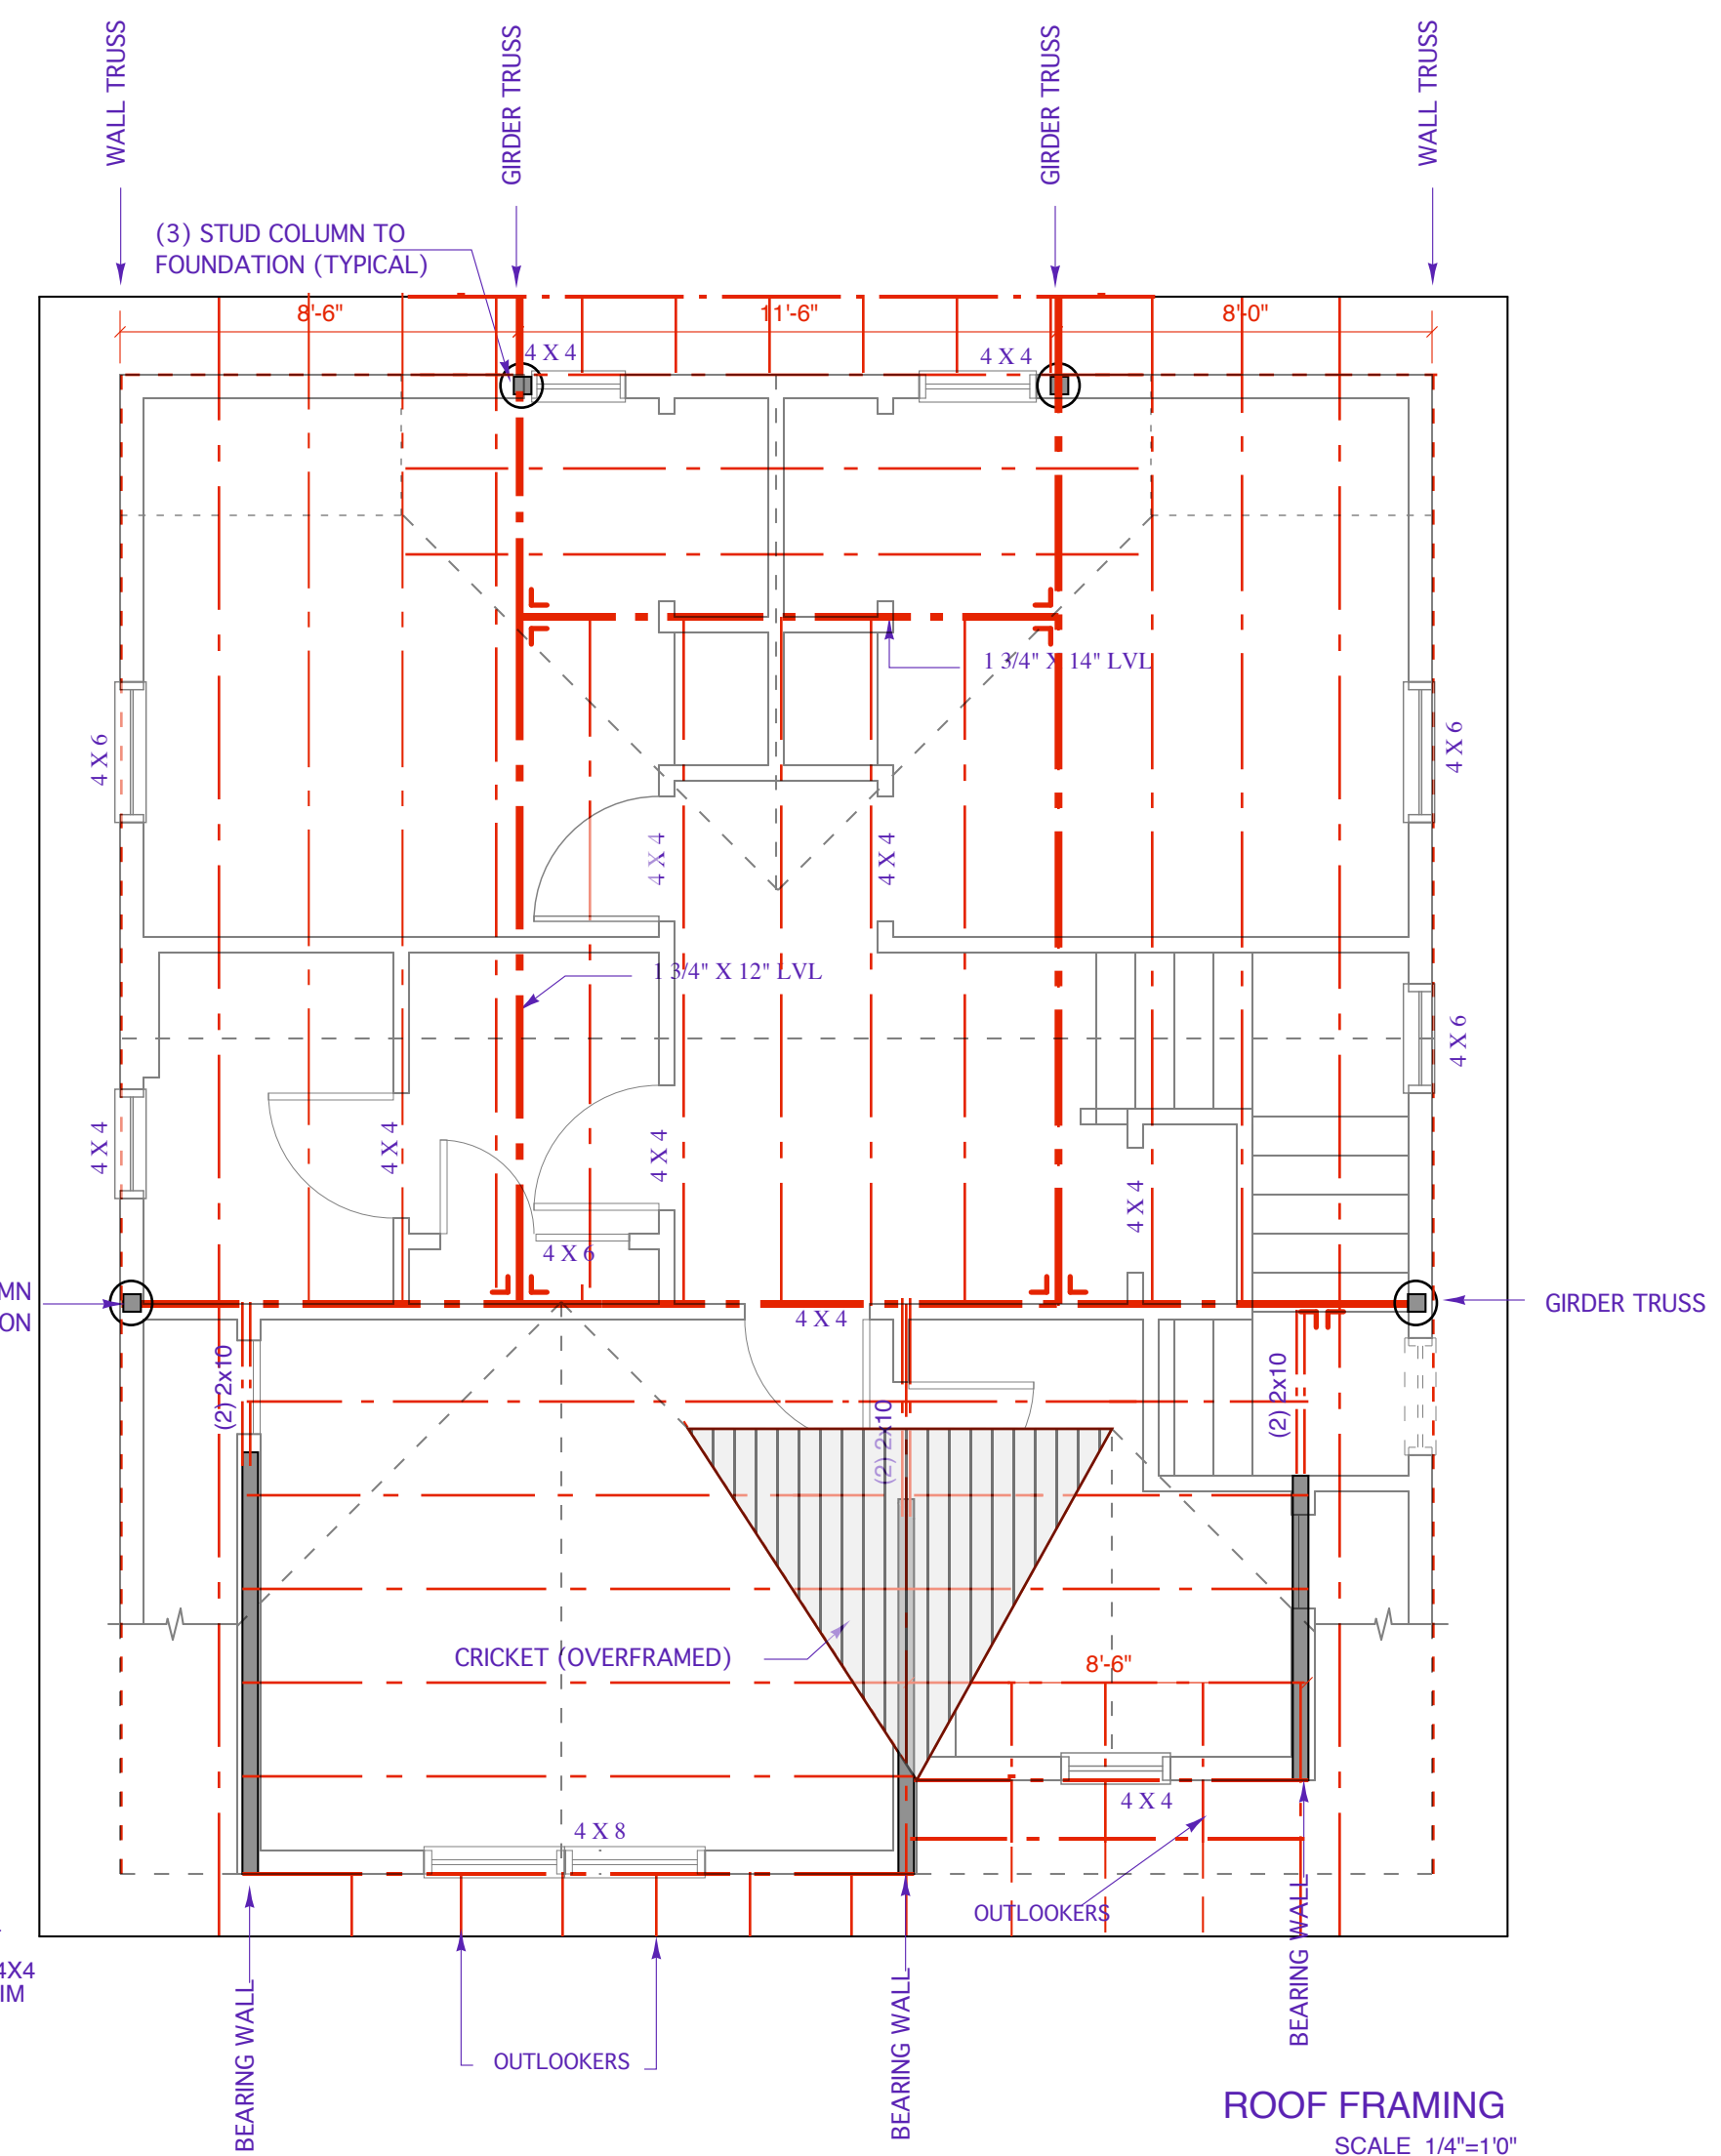 WALL TRUSS
GIRDER TRUSS
GIRDER TRUSS
WALL TRUSS
(3) STUD COLUMN TO
FOUNDATION (TYPICAL)
8'-6"
11'-6"
8'-0"
4 X 4
4 X 4
1 3/4" X 14" LVL
4 X 6
4 X 6
4 X 4
4 X 4
1 3/4" X 12" LVL
4 X 6
4 X 4
4 X 4
4 X 4
4 X 4
4 X 6
MN
ON
4 X 4
GIRDER TRUSS
(2) 2x10
(2) 2x10
(2) 2x10
CRICKET (OVERFRAMED)
8'-6"
4 X 4
4 X 8
OUTLOOKERS
4X4
IM
BEARING WALL
BEARING WALL
BEARING WALL
OUTLOOKERS
ROOF FRAMING
SCALE 1/4"=1'0"